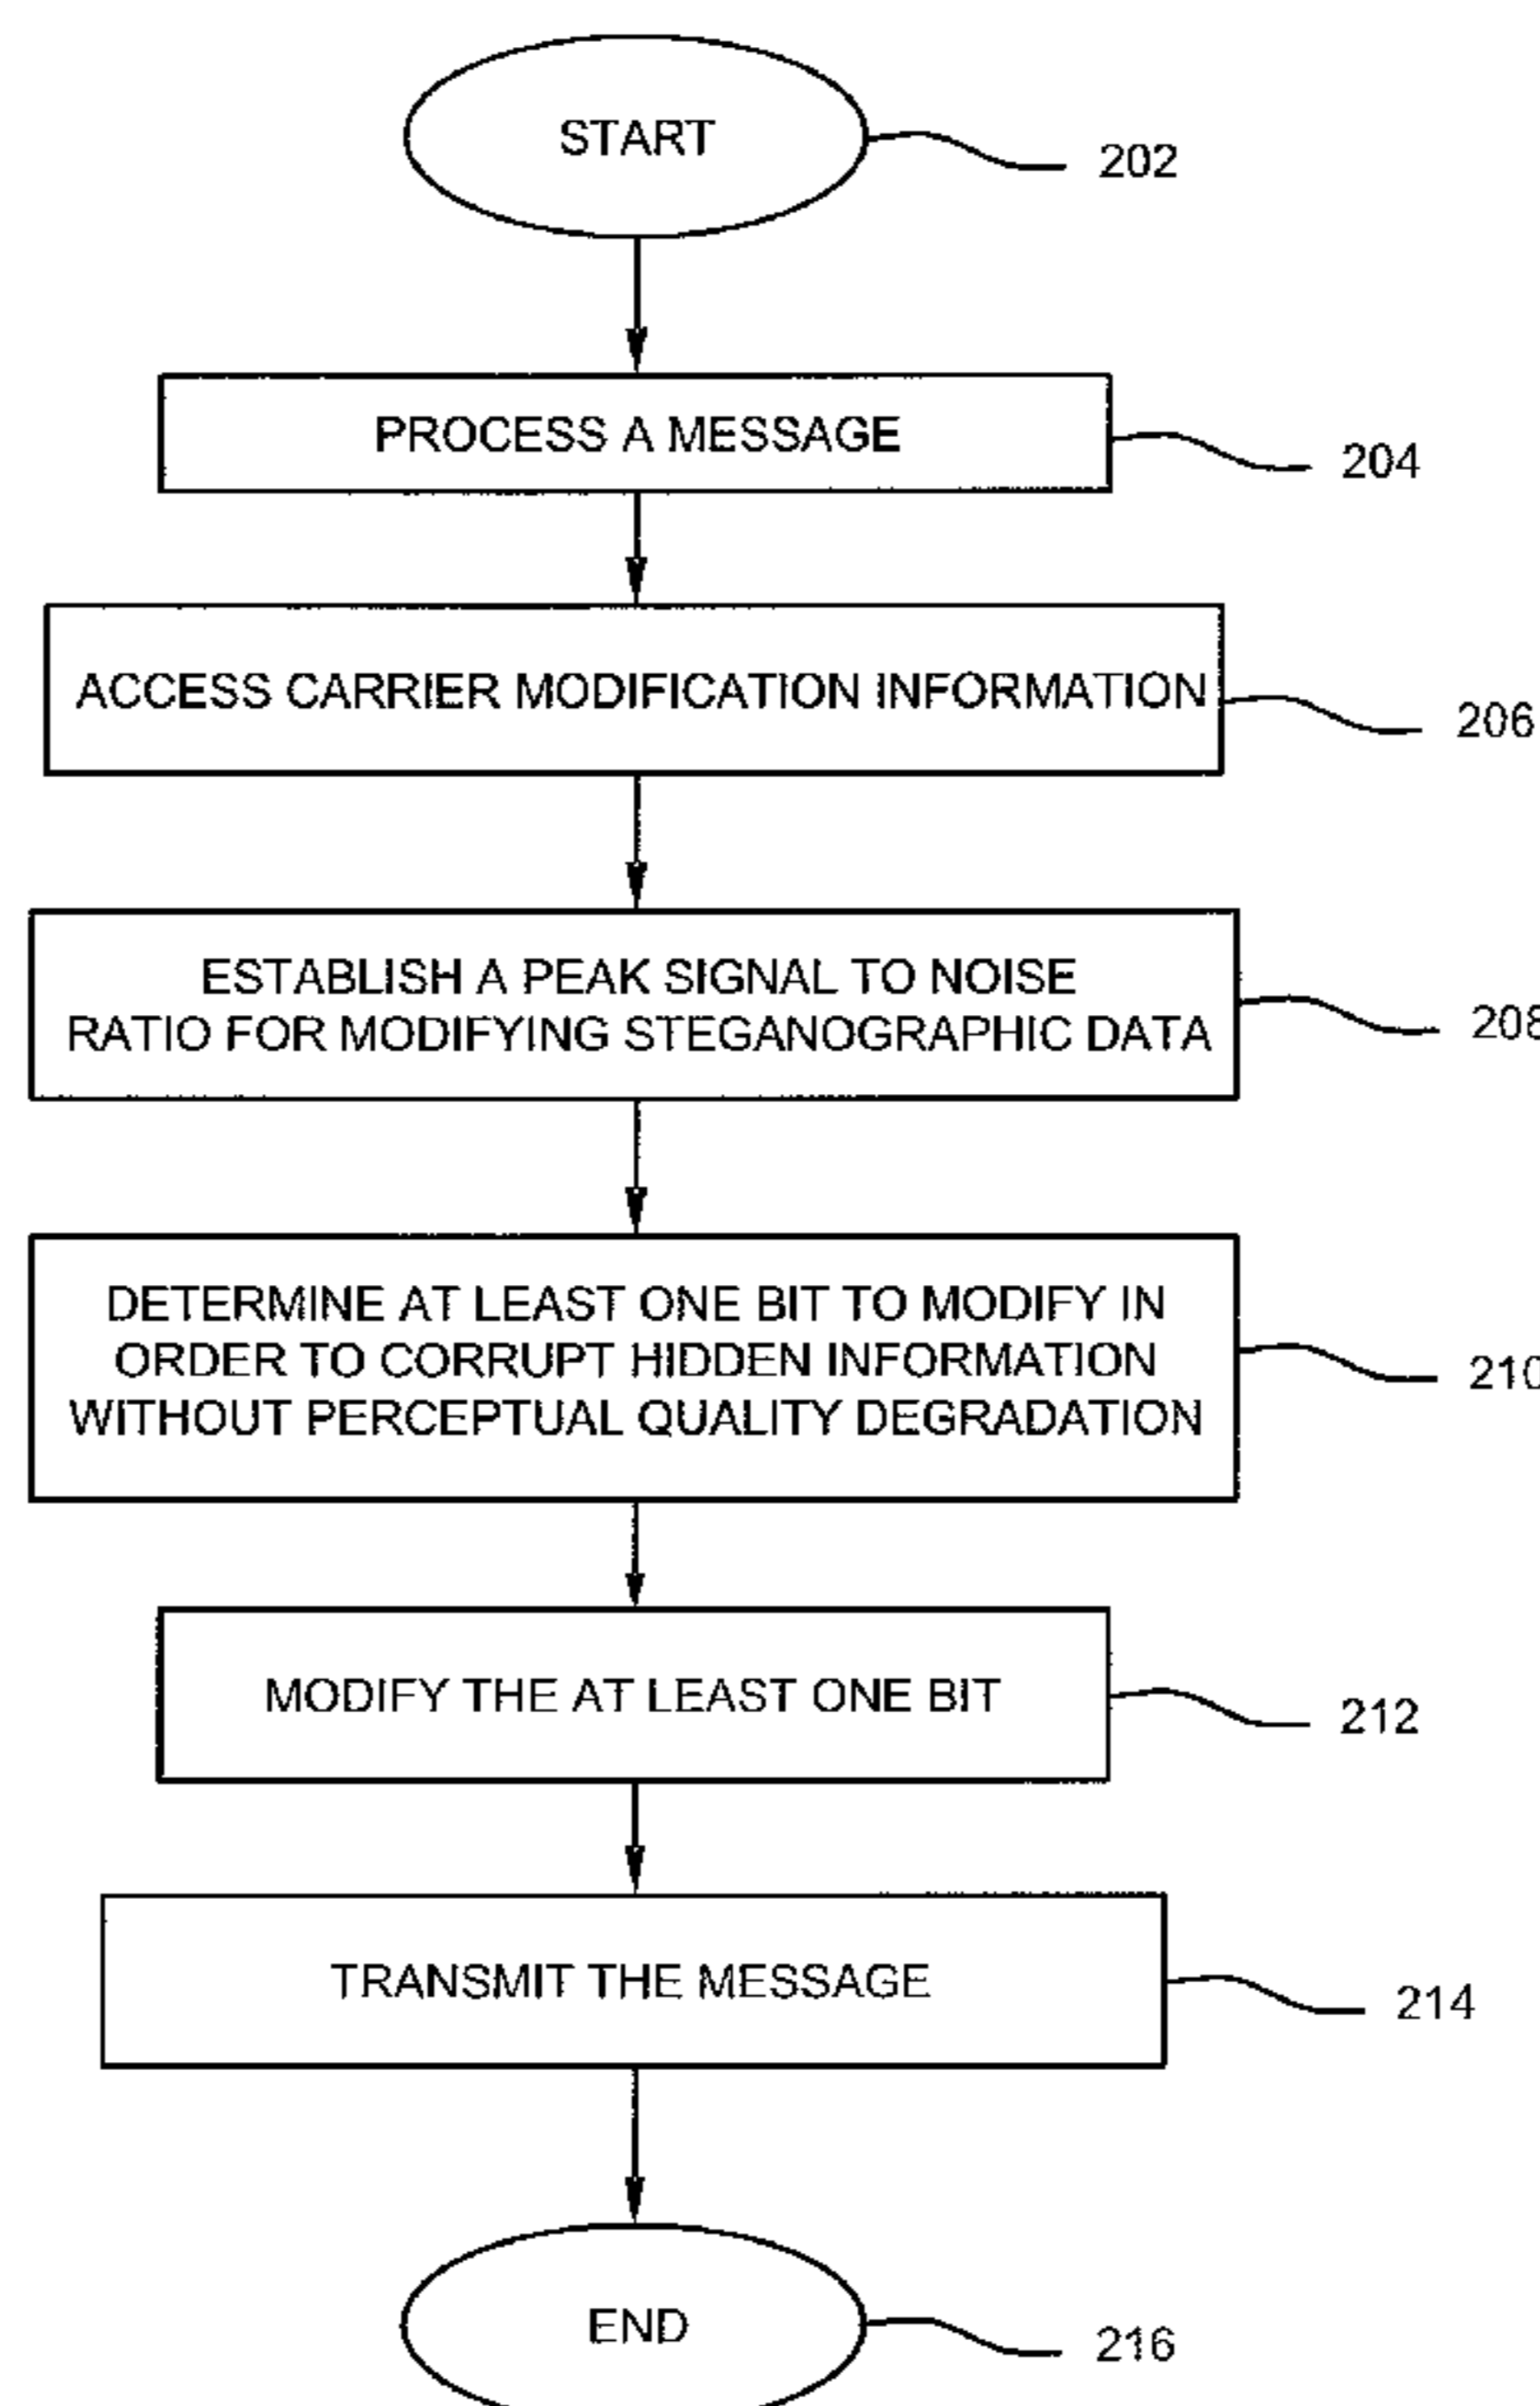 START
202
PROCESS A MESSAGE
204
ACCESS CARRIER MODIFICATION INFORMATION
206
ESTABLISH A PEAK SIGNAL TO NOISE
RATIO FOR MODIFYING STEGANOGRAPHIC DATA
208
DETERMINE AT LEAST ONE BIT TO MODIFY IN
ORDER TO CORRUPT HIDDEN INFORMATION
WITHOUT PERCEPTUAL QUALITY DEGRADATION
210
MODIFY THE AT LEAST ONE BIT
212
TRANSMIT THE MESSAGE
214
END
216